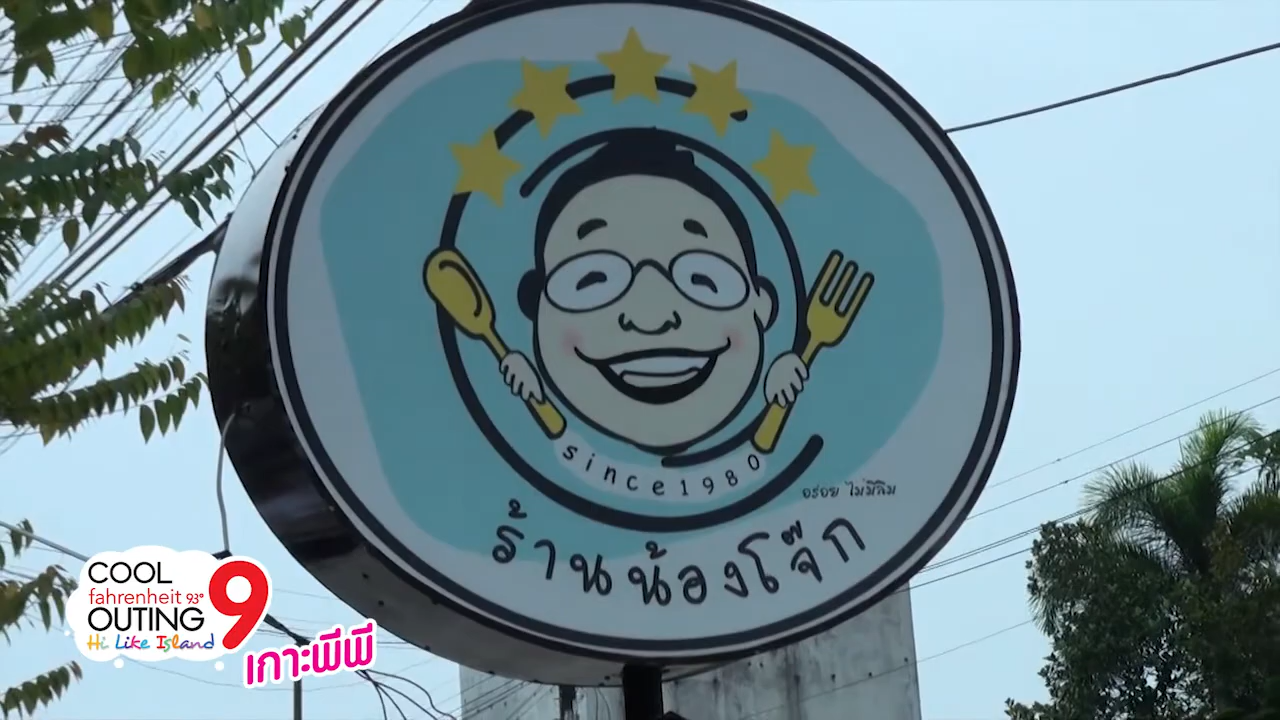 since1980
อร่อย ไม่มีลืม
ร้านน้องโจ๊ก
COOL
fahrenheit 93°
OUTING 9
Hi Like Island
เกาะพีพี